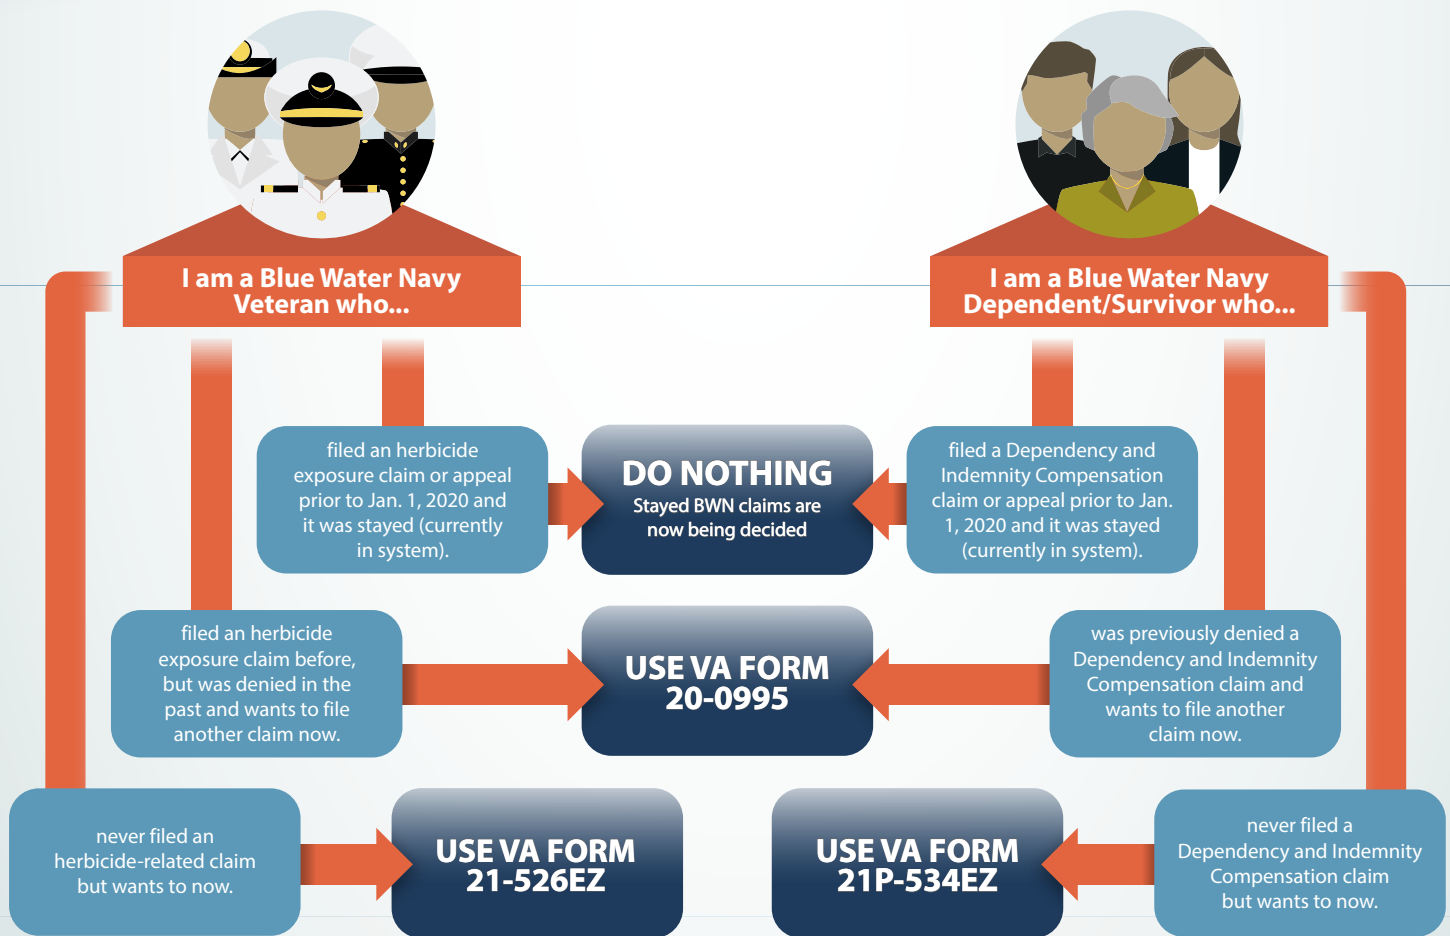 I am a Blue Water Navy
Veteran who...
I am a Blue Water Navy
Dependent/Survivor who...
filed an herbicide
exposure claim or appeal
prior to Jan. 1, 2020 and
it was stayed (currently
in system).
DO NOTHING
Stayed BWN claims are
now being decided
filed a Dependency and
Indemnity Compensation
claim or appeal prior to Jan.
1, 2020 and it was stayed
(currently in system).
filed an herbicide
exposure claim before,
but was denied in the
past and wants to file
another claim now.
USE VA FORM
20-0995
was previously denied a
Dependency and Indemnity
Compensation claim and
wants to file another
claim now.
never filed an
herbicide-related claim
but wants to now.
USE VA FORM
21-526EZ
USE VA FORM
21P-534EZ
never filed a
Dependency and Indemnity
Compensation claim
but wants to now.